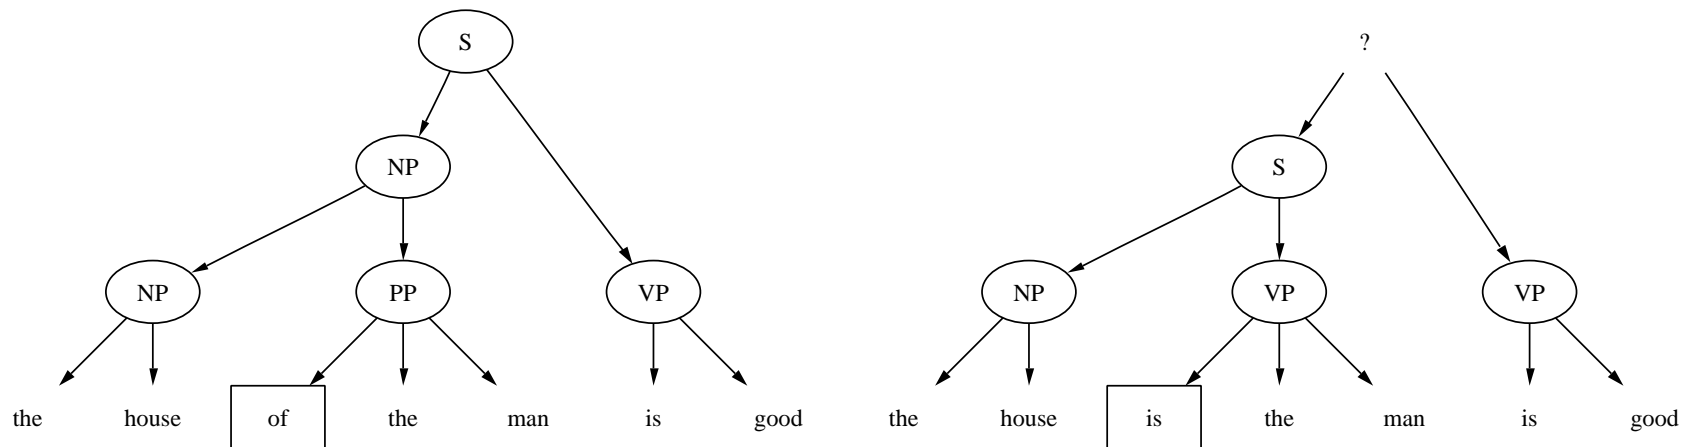 S ?
NP S
NP PP VP NP VP VP
the house of the man is good the house is the man is good